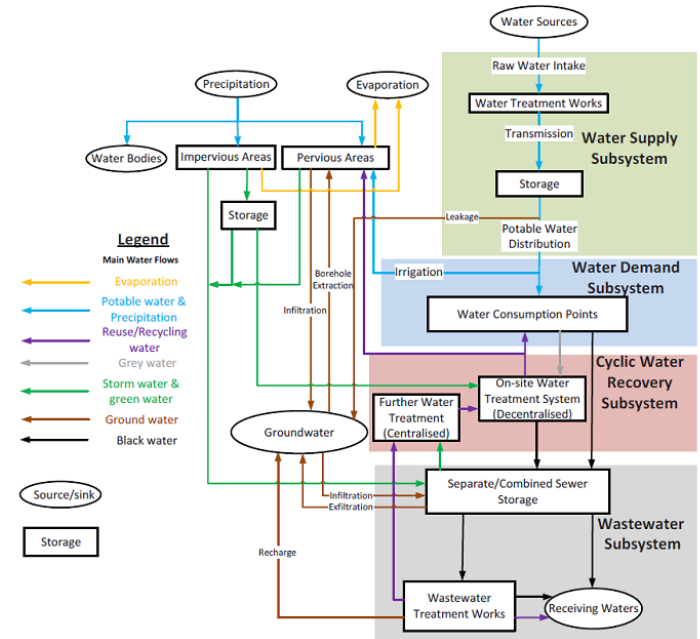 Water Sources
Raw Water Intake
Water Treatment Works
Transmission
Water Supply
Subsystem
Storage
Precipitation
Evaporation
Water Bodies
Impervious Areas
Pervious Areas
Storage
Leakage
Potable Water
Distribution
Legend
Main Water Flows
Evaporation
Potable water &
Precipitation
Reuse/Recycling
water
Grey water
Storm water &
green water
Ground water
Black water
Source/sink
Storage
Borehole
Extraction
Infiltration
Irrigation
Water Demand
Subsystem
Water Consumption Points
Cyclic Water
Recovery
Subsystem
On-site Water
Treatment System
(Decentralised)
Further Water
Treatment
(Centralised)
Groundwater
Separate/Combined Sewer
Storage
Infiltration
Exfiltration
Wastewater
Subsystem
Recharge
Wastewater
Treatment Works
Receiving Waters